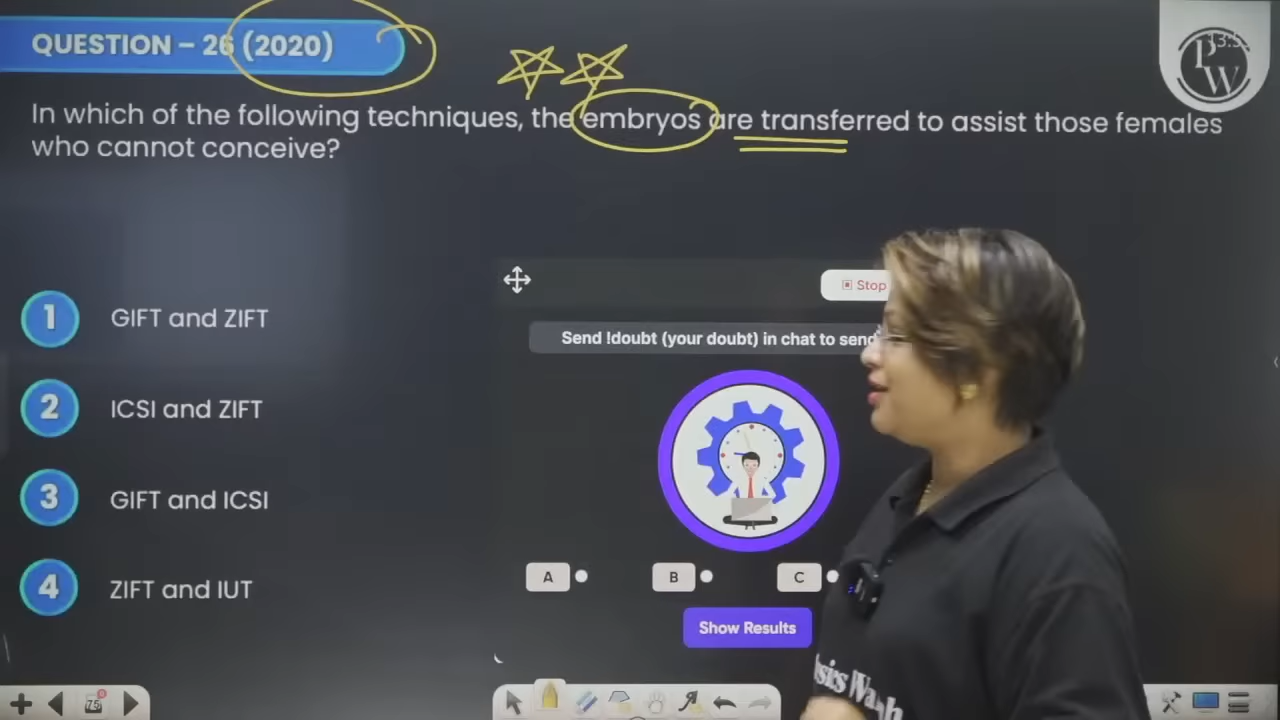 QUESTION – 26 (2020)
In which of the following techniques, the embryos are transferred to assist those females
who cannot conceive?
1 GIFT and ZIFT
2 ICSI and ZIFT
3 GIFT and ICSI
4 ZIFT and IUT
Stop
Send !doubt (your doubt) in chat to send
A
B
C
Show Results
PW
75